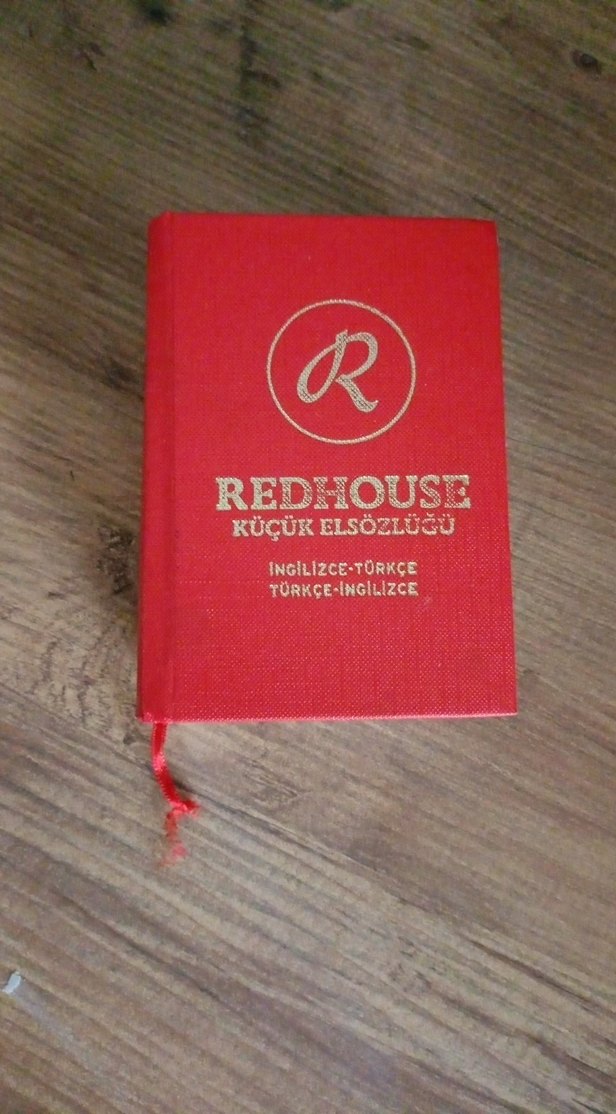 R
REDHOUSE
KÜÇÜK ELSÖZLÜĞÜ
İNGİLİZCE-TÜRKÇE
TÜRKÇE-İNGİLİZCE